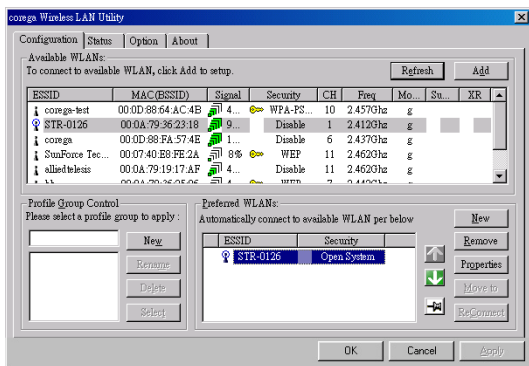 corega Wireless LAN Utility
Configuration Status Option About
Available WLANs:
To connect to available WLAN, click Add to setup.
Refresh Add
ESSID MAC(BSSID) Signal Security CH Freq Mo... Su... XR
corega-test 00:0D:88:64:AC:4B 4... WPA-PS... 10 2.457Ghz g
STR-0126 00:0A:79:36:23:18 9... Disable 1 2.412Ghz g
corega 00:0D:88:FA:57:4E 1... Disable 6 2.437Ghz g
SunForce Tec... 00:07:40:E8:FE:2A 8% WEP 11 2.462Ghz g
alliedtelesis 00:0A:79:19:17:AF 4... Disable 11 2.462Ghz g
Profile Group Control
Please select a profile group to apply :
New
Rename
Delete
Select
Preferred WLANs:
Automatically connect to available WLAN per below
ESSID Security
STR-0126 Open System
New
Remove
Properties
Move to
ReConnect
OK Cancel Apply